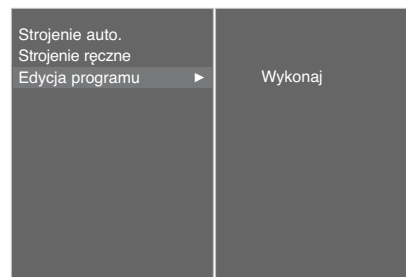 Strojenie auto.
Strojenie ręczne
Edycja programu ►
Wykonaj